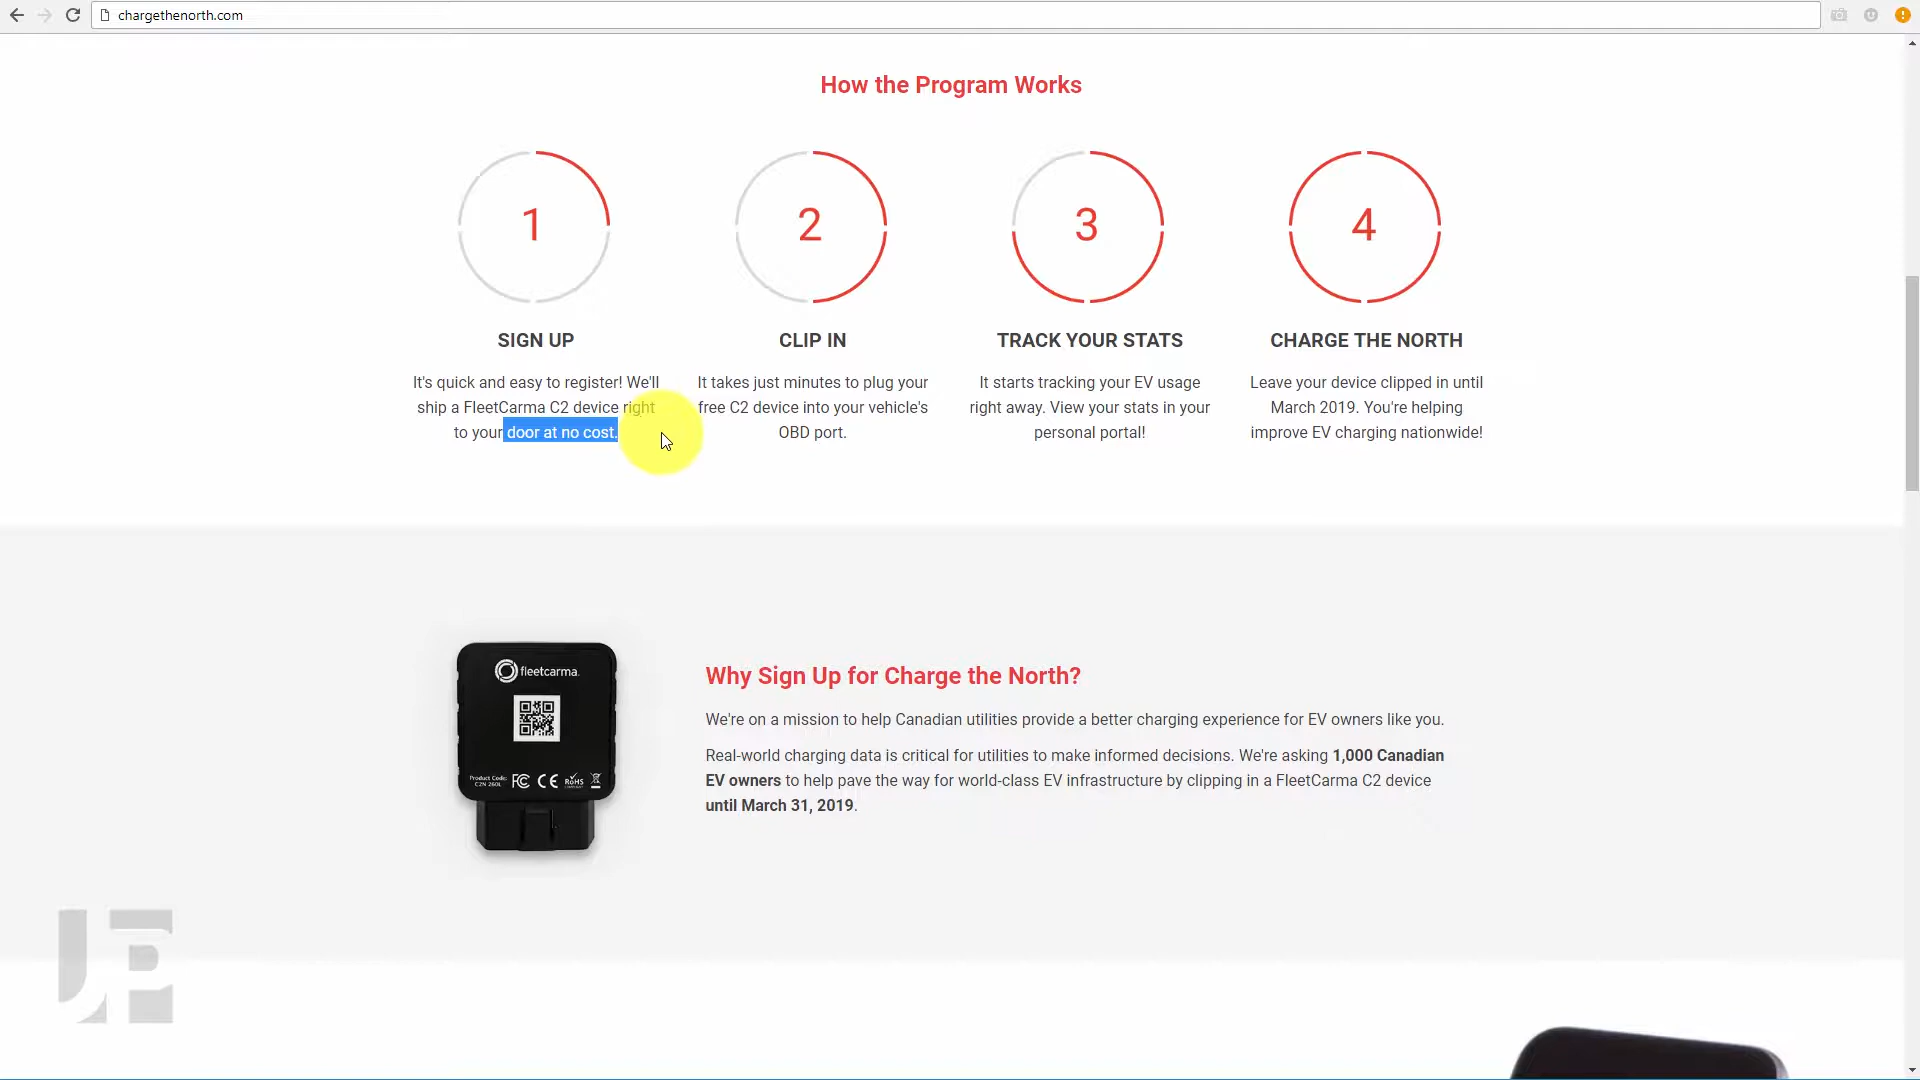 chargethenorth.com
How the Program Works
1
2
3
4
SIGN UP
CLIP IN
TRACK YOUR STATS
CHARGE THE NORTH
It's quick and easy to register! We'll
ship a FleetCarma C2 device right
to your door at no cost.
It takes just minutes to plug your
free C2 device into your vehicle's
OBD port.
It starts tracking your EV usage
right away. View your stats in your
personal portal!
Leave your device clipped in until
March 2019. You're helping
improve EV charging nationwide!
fleetcarma
Product Code:
C2N 260L
FC CE RoHS
Why Sign Up for Charge the North?
We're on a mission to help Canadian utilities provide a better charging experience for EV owners like you.
Real-world charging data is critical for utilities to make informed decisions. We're asking 1,000 Canadian
EV owners to help pave the way for world-class EV infrastructure by clipping in a FleetCarma C2 device
until March 31, 2019.